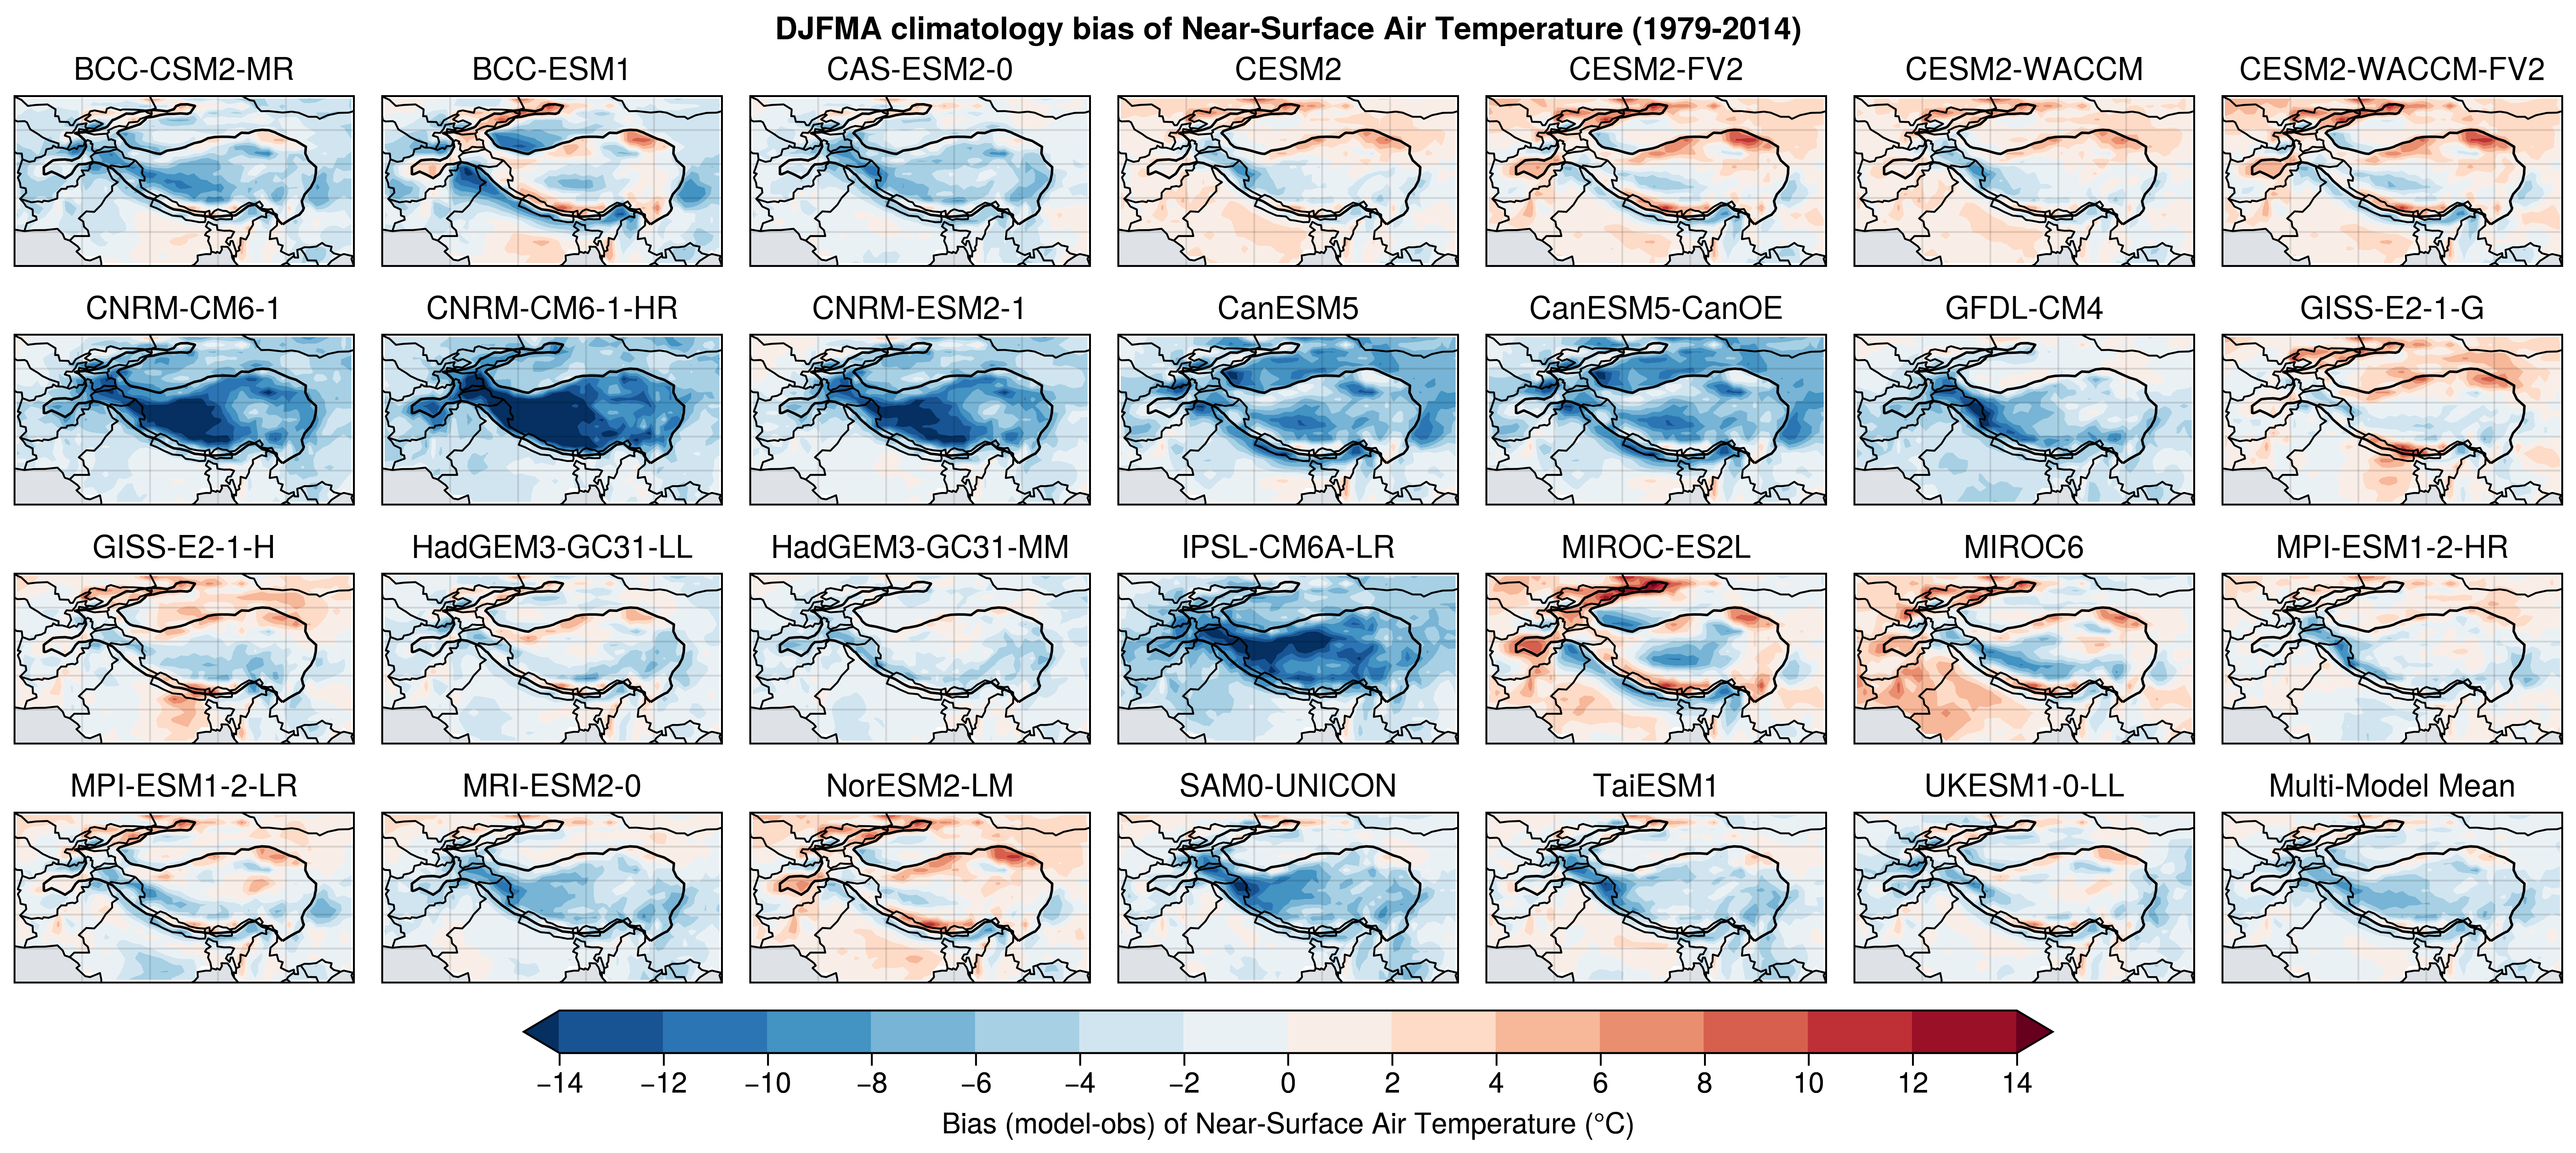 DJFMA climatology bias of Near-Surface Air Temperature (1979-2014)
BCC-CSM2-MR BCC-ESM1 CAS-ESM2-0 CESM2 CESM2-FV2 CESM2-WACCM CESM2-WACCM-FV2
CNRM-CM6-1 CNRM-CM6-1-HR CNRM-ESM2-1 CanESM5 CanESM5-CanOE GFDL-CM4 GISS-E2-1-G
GISS-E2-1-H HadGEM3-GC31-LL HadGEM3-GC31-MM IPSL-CM6A-LR MIROC-ES2L MIROC6 MPI-ESM1-2-HR
MPI-ESM1-2-LR MRI-ESM2-0 NorESM2-LM SAM0-UNICON TaiESM1 UKESM1-0-LL Multi-Model Mean
−14 −12 −10 −8 −6 −4 −2 0 2 4 6 8 10 12 14
Bias (model-obs) of Near-Surface Air Temperature (°C)